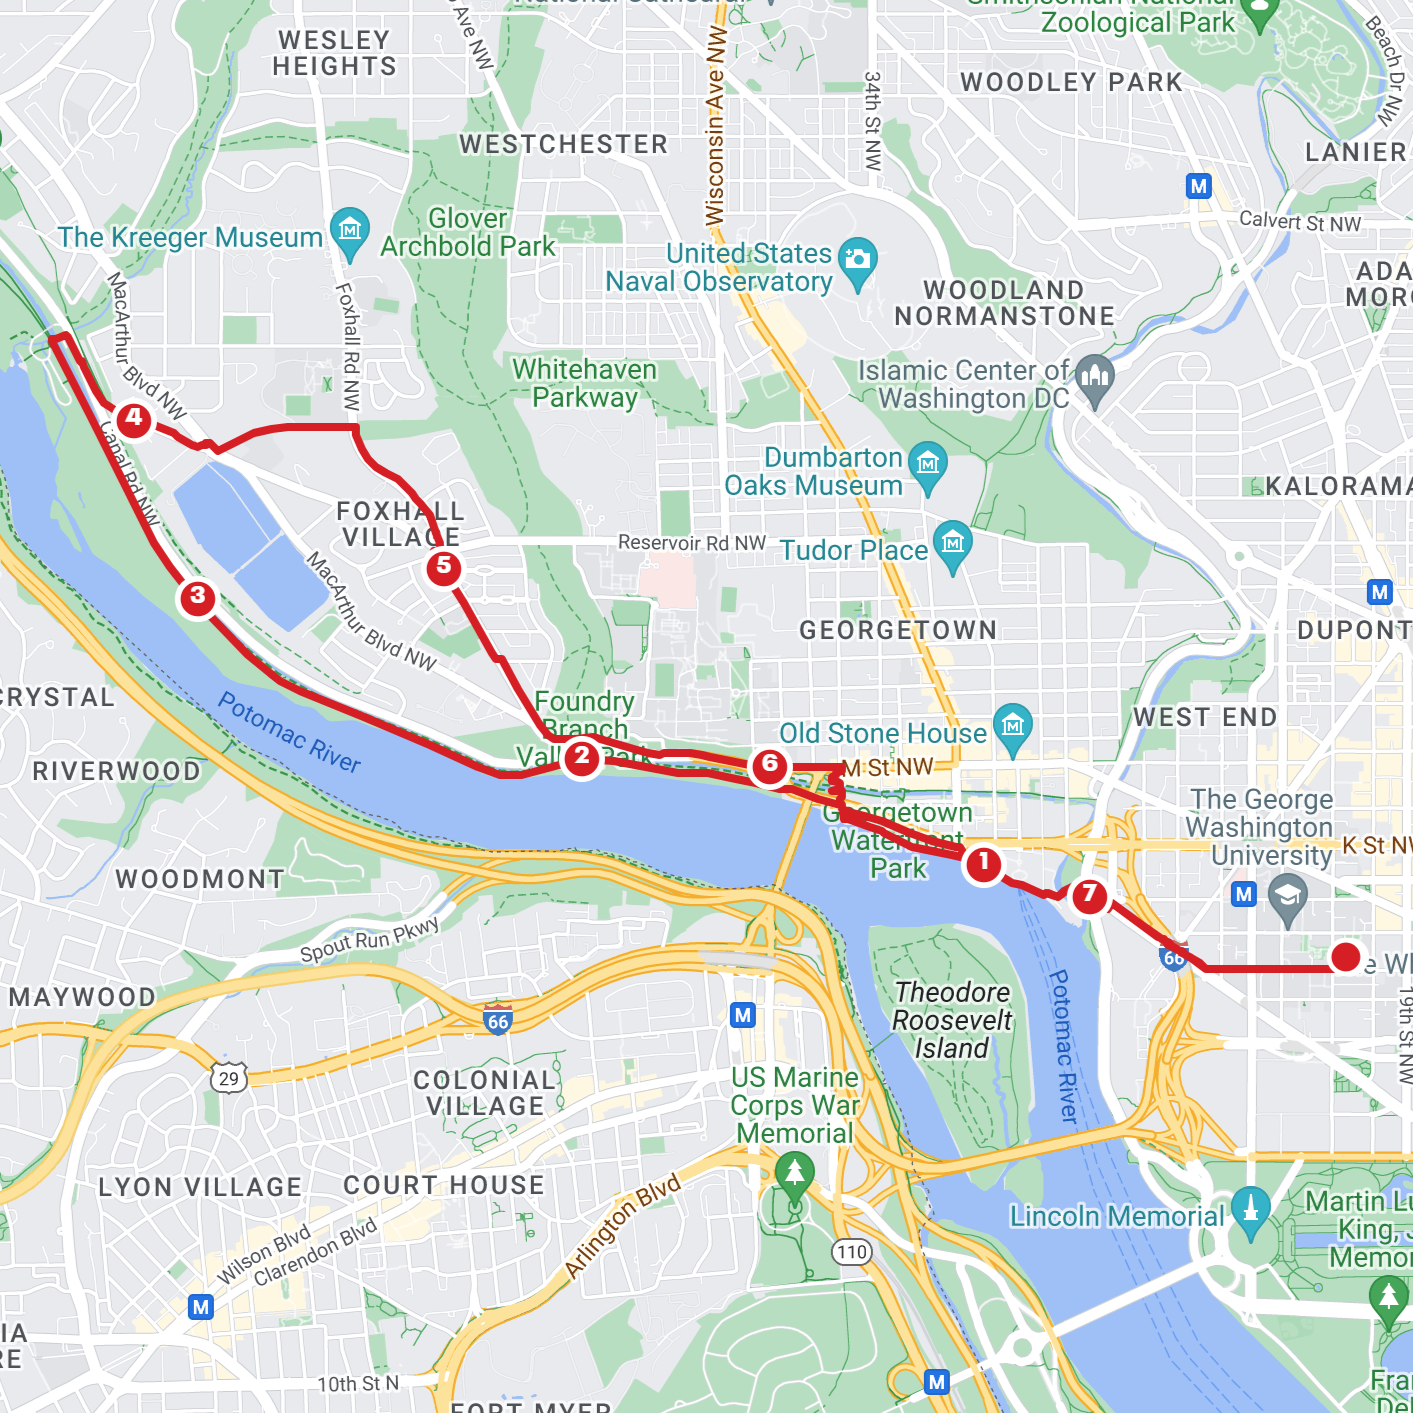 Smithsonian National
Zoological Park
Ave NW
WESLEY
HEIGHTS
Wisconsin Ave NW
34th St NW
WOODLEY PARK
Beach Dr NW
WESTCHESTER
LANIER
M
Calvert St NW
The Kreeger Museum
Glover
Archbold Park
United States
Naval Observatory
WOODLAND
NORMANSTONE
ADA
MORG
MacArthur Blvd NW
Foxhall Rd NW
Whitehaven
Parkway
Islamic Center of
Washington DC
4
Canal Rd NW
Dumbarton
Oaks Museum
KALORAMA
FOXHALL
VILLAGE
Reservoir Rd NW
Tudor Place
5
3
MacArthur Blvd NW
M
GEORGETOWN
DUPONT
CRYSTAL
Potomac River
Foundry
Branch
Valley Park
2
Old Stone House
WEST END
RIVERWOOD
6
M St NW
Georgetown
Waterfront
Park
The George
Washington
University
K St NW
1
7
M
WOODMONT
Spout Run Pkwy
66
e Wh
MAYWOOD
66
M
Theodore
Roosevelt
Island
Potomac River
19th St NW
29
COLONIAL
VILLAGE
US Marine
Corps War
Memorial
LYON VILLAGE
COURT HOUSE
Arlington Blvd
Wilson Blvd
Clarendon Blvd
Lincoln Memorial
Martin Lu
King, J
Memor
110
M
IA
RE
10th St N
M
Fran
Del
FORT MYER